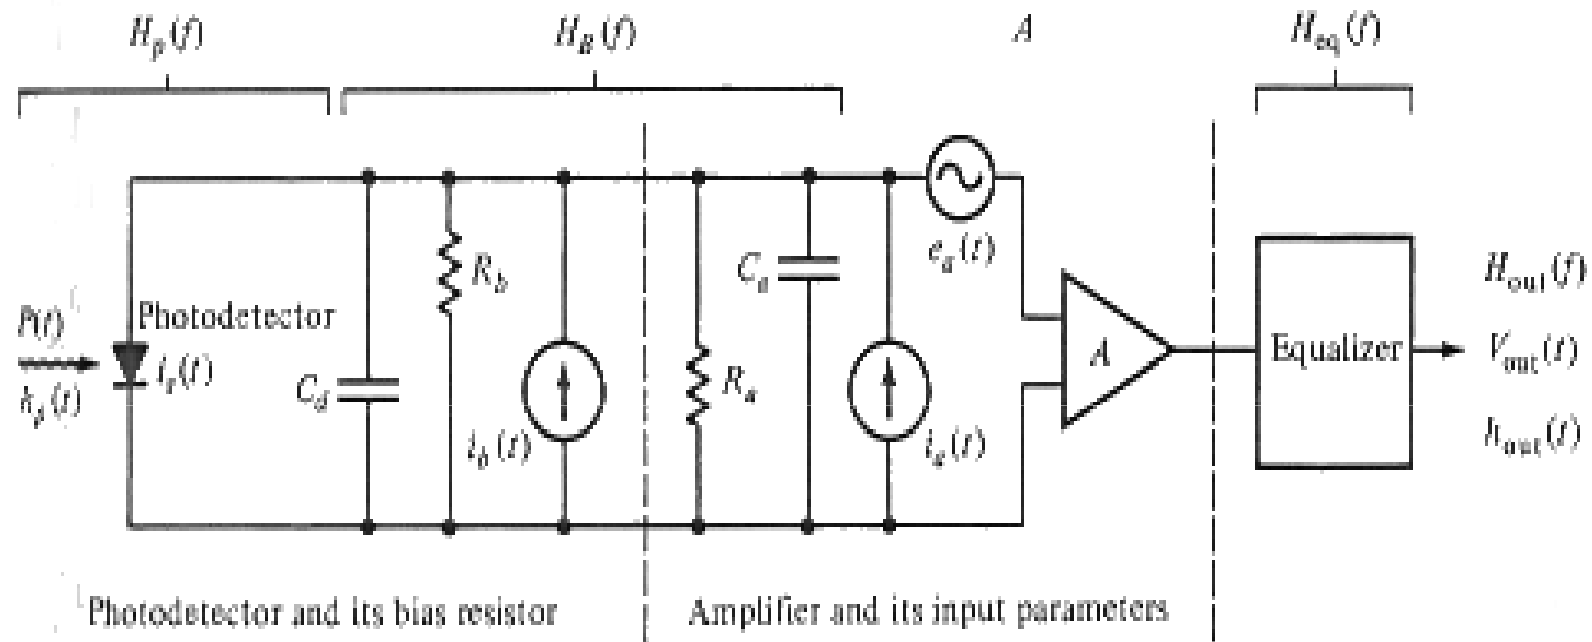 H_p(f)
H_B(f)
A
H_eq(f)
P(t)
h_p(t)
Photodetector
i_s(t)
C_d
R_b
i_b(t)
R_a
C_a
i_a(t)
e_a(t)
A
Equalizer
H_out(f)
V_out(t)
h_out(t)
Photodetector and its bias resistor
Amplifier and its input parameters